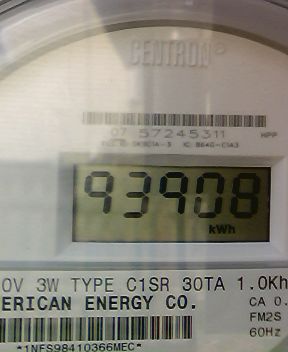 CENTRON®
07 57245311 HPP
93908
kWh
0V 3W TYPE C1SR 30TA 1.0Kh
ERICAN ENERGY CO.
CA 0.
FM2S
60Hz
*1NFS98410366MEC*